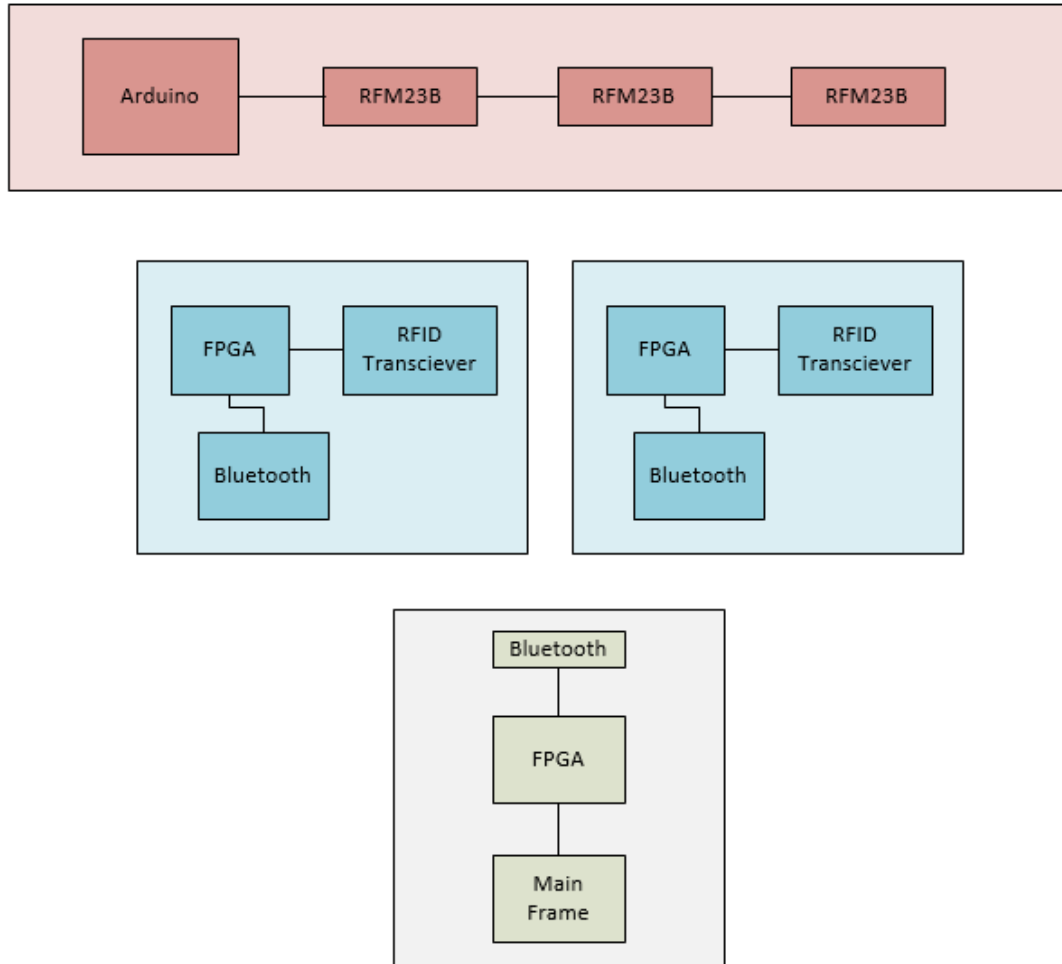 Arduino
RFM23B
RFM23B
RFM23B
FPGA
RFID
Transciever
Bluetooth
FPGA
RFID
Transciever
Bluetooth
Bluetooth
FPGA
Main
Frame